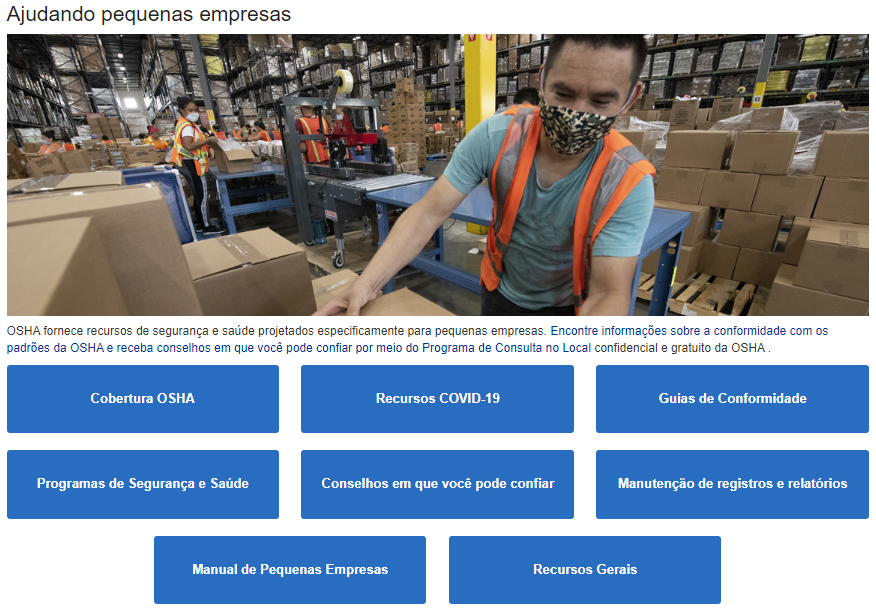 Ajudando pequenas empresas
OSHA fornece recursos de segurança e saúde projetados especificamente para pequenas empresas. Encontre informações sobre a conformidade com os
padrões da OSHA e receba conselhos em que você pode confiar por meio do Programa de Consulta no Local confidencial e gratuito da OSHA .
Cobertura OSHA
Recursos COVID-19
Guias de Conformidade
Programas de Segurança e Saúde
Conselhos em que você pode confiar
Manutenção de registros e relatórios
Manual de Pequenas Empresas
Recursos Gerais